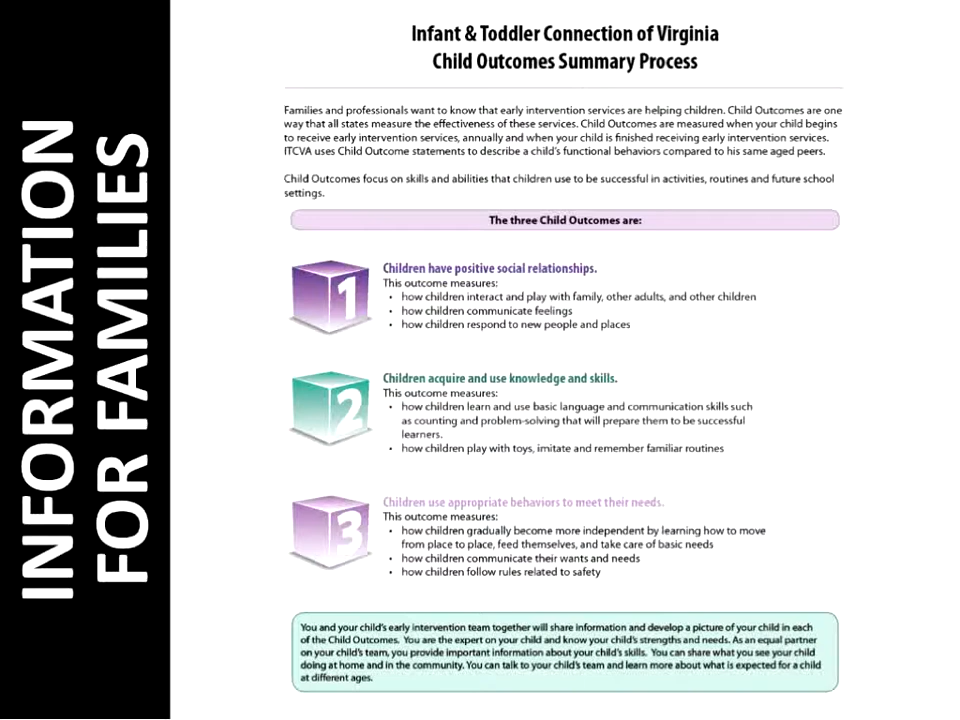 INFORMATION
FOR FAMILIES
Infant & Toddler Connection of Virginia
Child Outcomes Summary Process
Families and professionals want to know that early intervention services are helping children. Child Outcomes are one
way that all states measure the effectiveness of these services. Child Outcomes are measured when your child begins
to receive early intervention services, annually and when your child is finished receiving early intervention services.
ITCVA uses Child Outcome statements to describe a child's functional behaviors compared to his same aged peers.
Child Outcomes focus on skills and abilities that children use to be successful in activities, routines and future school
settings.
The three Child Outcomes are:
1
Children have positive social relationships.
This outcome measures:
• how children interact and play with family, other adults, and other children
• how children communicate feelings
• how children respond to new people and places
2
Children acquire and use knowledge and skills.
This outcome measures:
• how children learn and use basic language and communication skills such
as counting and problem-solving that will prepare them to be successful
learners.
• how children play with toys, imitate and remember familiar routines
3
Children use appropriate behaviors to meet their needs.
This outcome measures:
• how children gradually become more independent by learning how to move
from place to place, feed themselves, and take care of basic needs
• how children communicate their wants and needs
• how children follow rules related to safety
You and your child's early intervention team together will share information and develop a picture of your child in each
of the Child Outcomes. You are the expert on your child and know your child's strengths and needs. As an equal partner
on your child's team, you provide important information about your child's skills. You can share what you see your child
doing at home and in the community. You can talk to your child's team and learn more about what is expected for a child
at different ages.